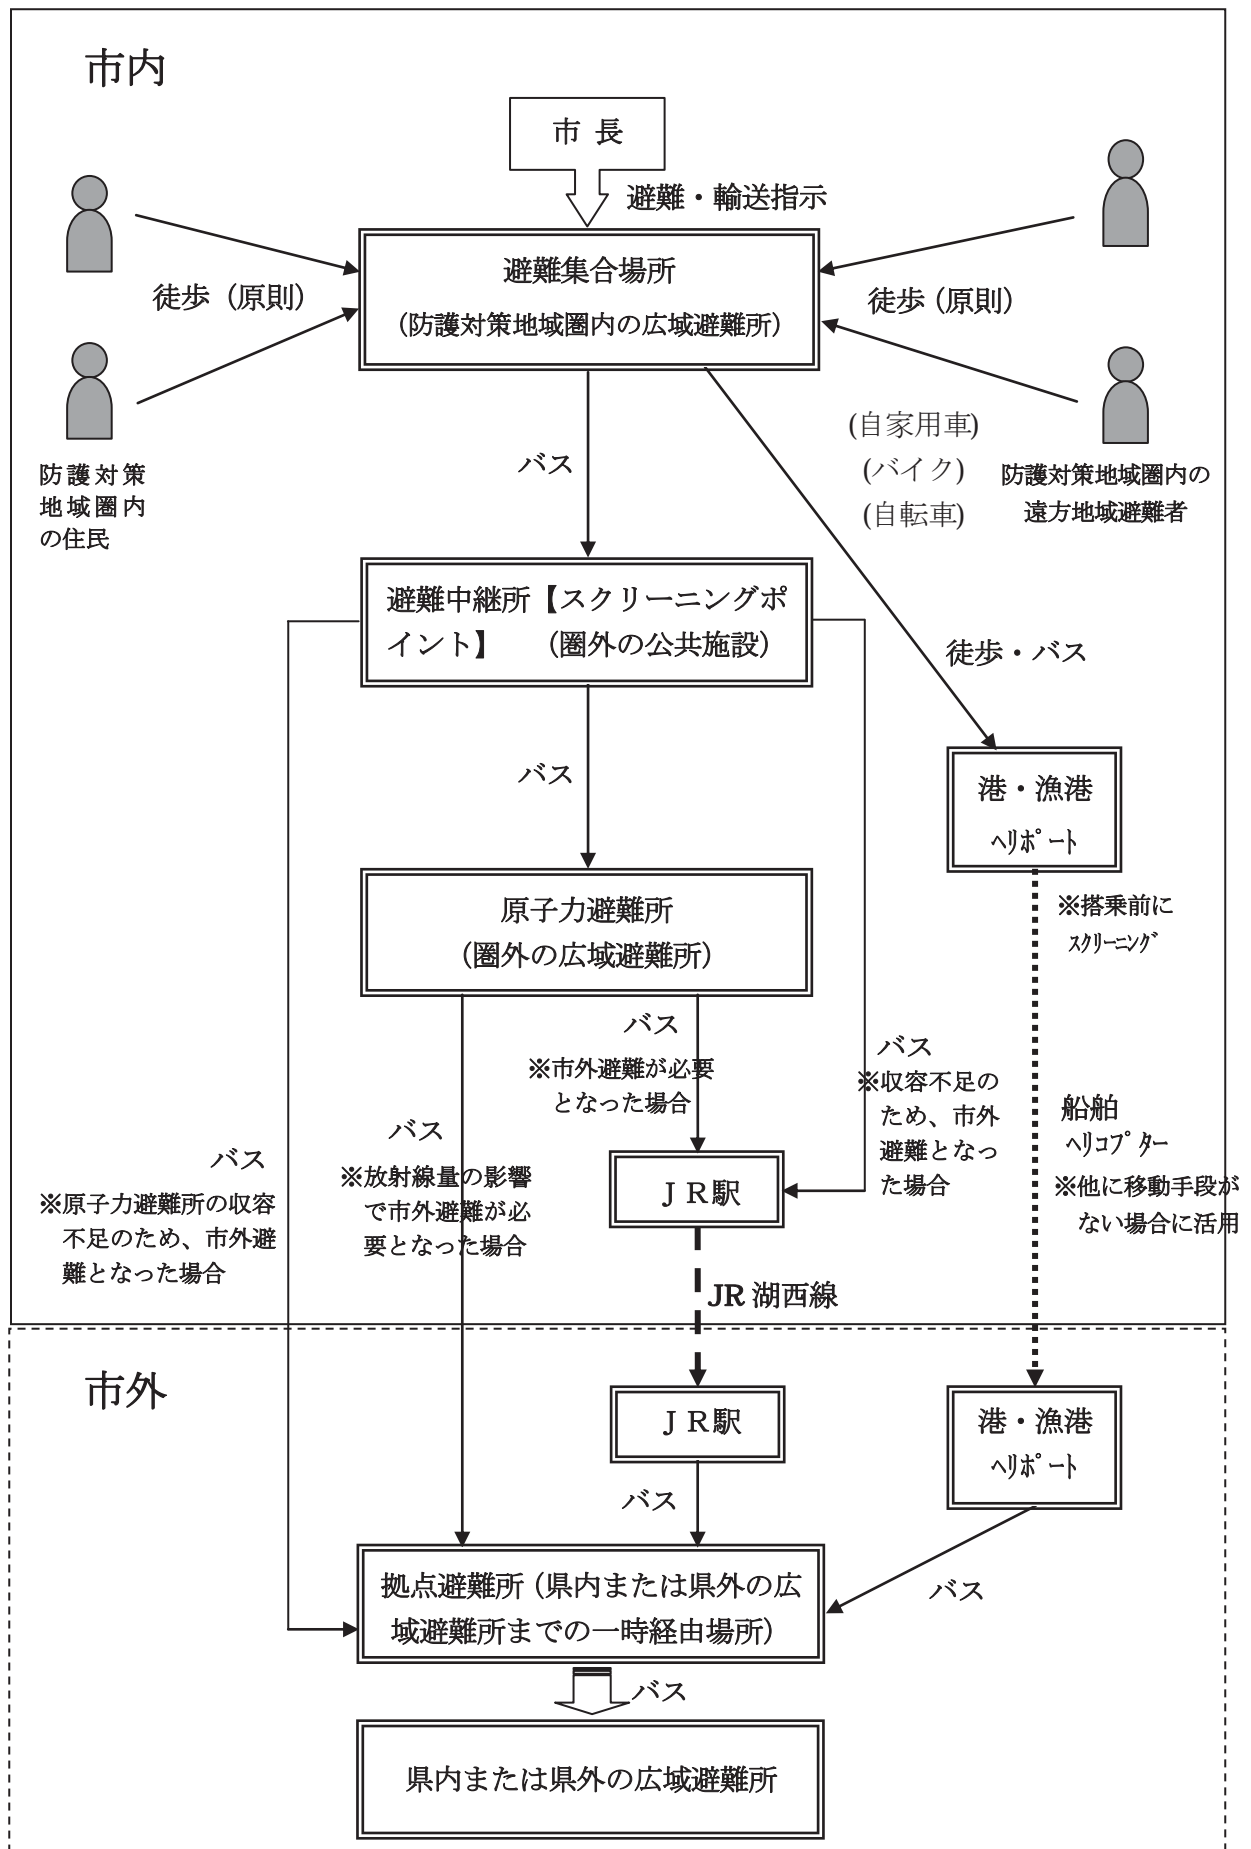 市内
市 長
避難・輸送指示
避難集合場所
（防護対策地域圏内の広域避難所）
徒歩（原則）
徒歩（原則）
防護対策
地域圏内
の住民
(自家用車)
(バイク)
(自転車)
防護対策地域圏内の
遠方地域避難者
バス
避難中継所【スクリーニングポ
イント】　（圏外の公共施設）
徒歩・バス
バス
港・漁港
ﾍﾘﾎﾟｰﾄ
※搭乗前に
ｽｸﾘｰﾆﾝｸﾞ
原子力避難所
（圏外の広域避難所）
バス
※市外避難が必要
となった場合
バス
※収容不足の
ため、市外
避難となっ
た場合
船舶
ﾍﾘｺﾌﾟﾀｰ
※他に移動手段が
ない場合に活用
バス
※放射線量の影響
で市外避難が必
要となった場合
バス
※原子力避難所の収容
不足のため、市外避
難となった場合
ＪＲ駅
JR 湖西線
市外
ＪＲ駅
港・漁港
ﾍﾘﾎﾟｰﾄ
バス
バス
拠点避難所（県内または県外の広
域避難所までの一時経由場所）
バス
県内または県外の広域避難所